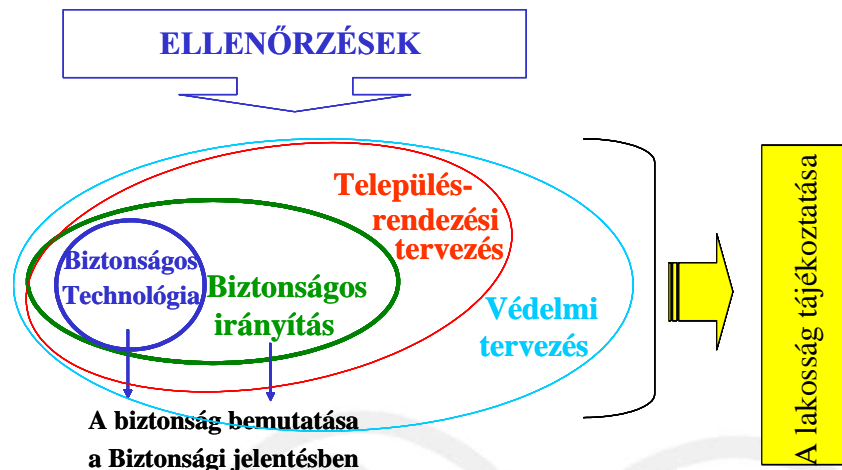 ELLENŐRZÉSEK
Település-
rendezési
tervezés
Biztonságos
Technológia
Biztonságos
irányítás
Védelmi
tervezés
A biztonság bemutatása
a Biztonsági jelentésben
A lakosság tájékoztatása